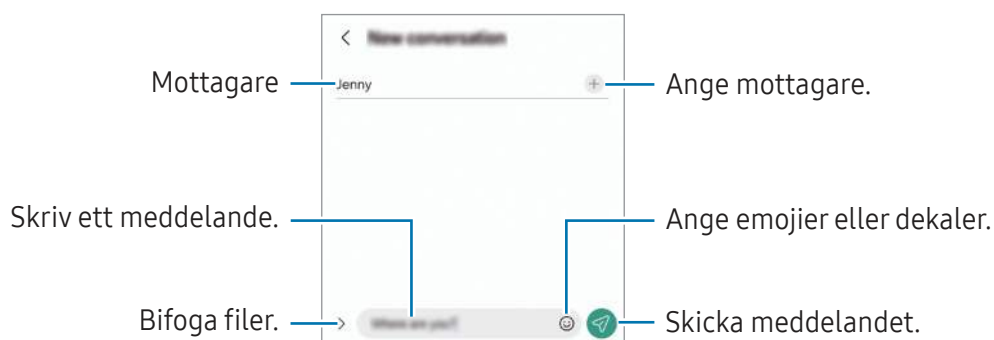 New conversation
Mottagare
Jenny
Ange mottagare.
Skriv ett meddelande.
Ange emojier eller dekaler.
Bifoga filer.
Where are you?
Skicka meddelandet.